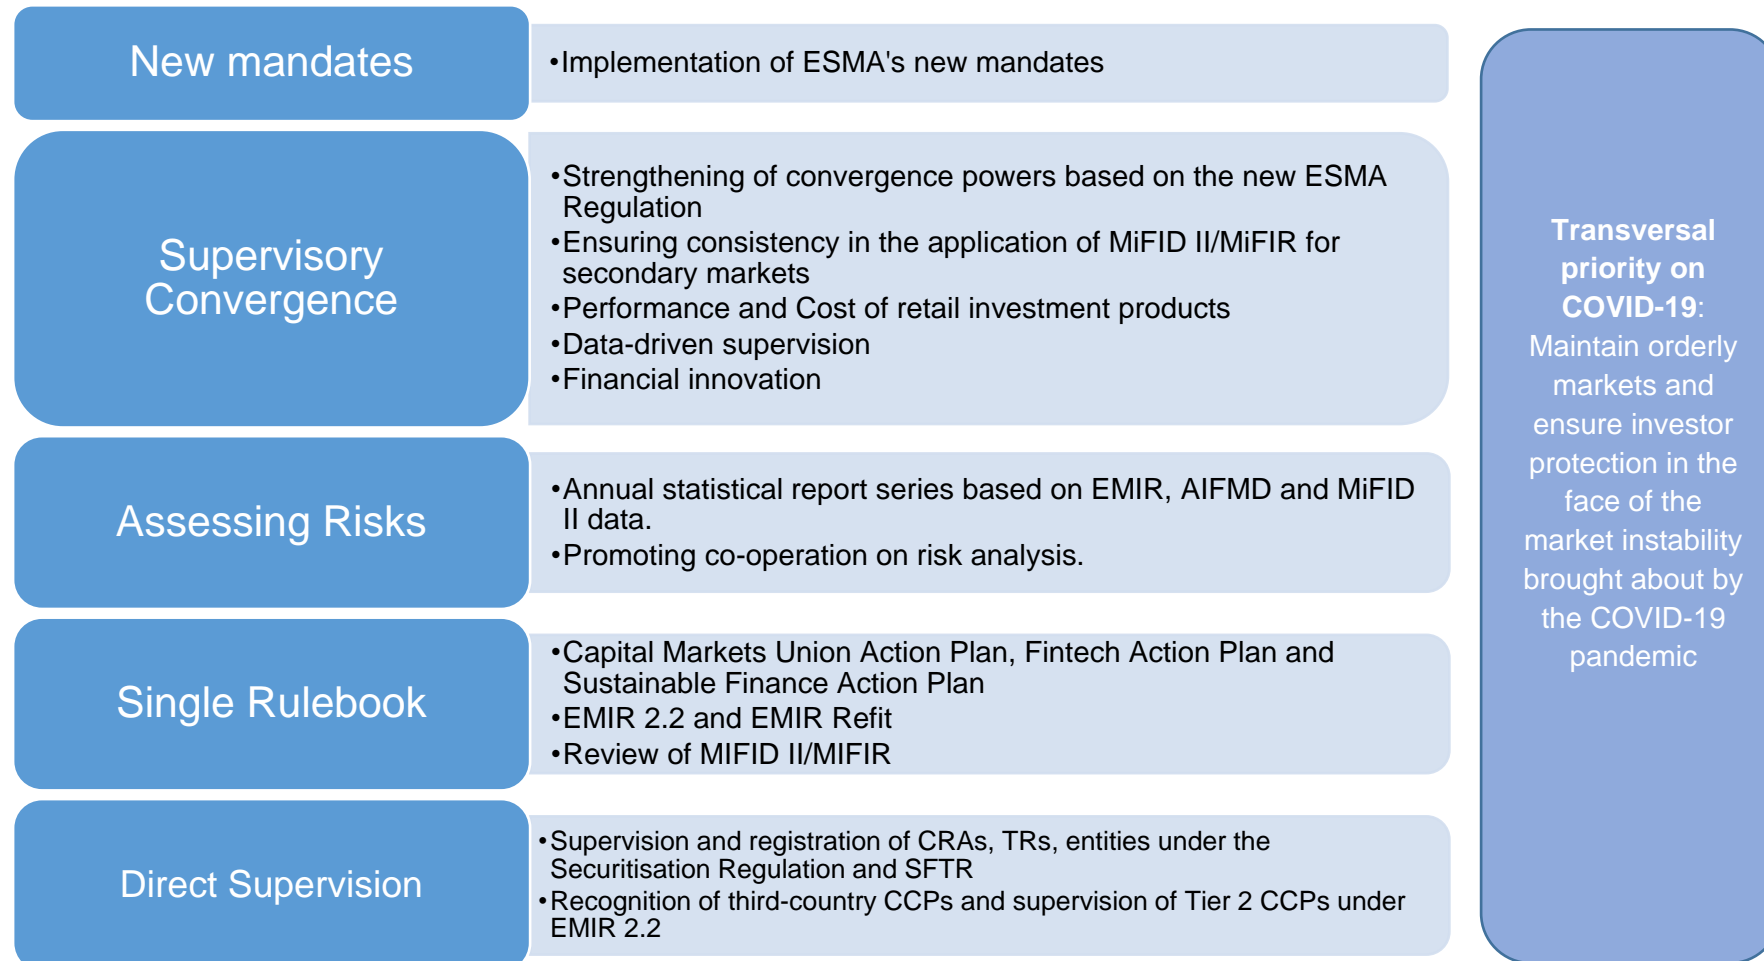 New mandates
•Implementation of ESMA's new mandates
Supervisory
Convergence
•Strengthening of convergence powers based on the new ESMA
Regulation
•Ensuring consistency in the application of MiFID II/MiFIR for
secondary markets
•Performance and Cost of retail investment products
•Data-driven supervision
•Financial innovation
Assessing Risks
•Annual statistical report series based on EMIR, AIFMD and MiFID
II data.
•Promoting co-operation on risk analysis.
Single Rulebook
•Capital Markets Union Action Plan, Fintech Action Plan and
Sustainable Finance Action Plan
•EMIR 2.2 and EMIR Refit
•Review of MIFID II/MIFIR
Direct Supervision
•Supervision and registration of CRAs, TRs, entities under the
Securitisation Regulation and SFTR
•Recognition of third-country CCPs and supervision of Tier 2 CCPs under
EMIR 2.2
Transversal
priority on
COVID-19:
Maintain orderly
markets and
ensure investor
protection in the
face of the
market instability
brought about by
the COVID-19
pandemic